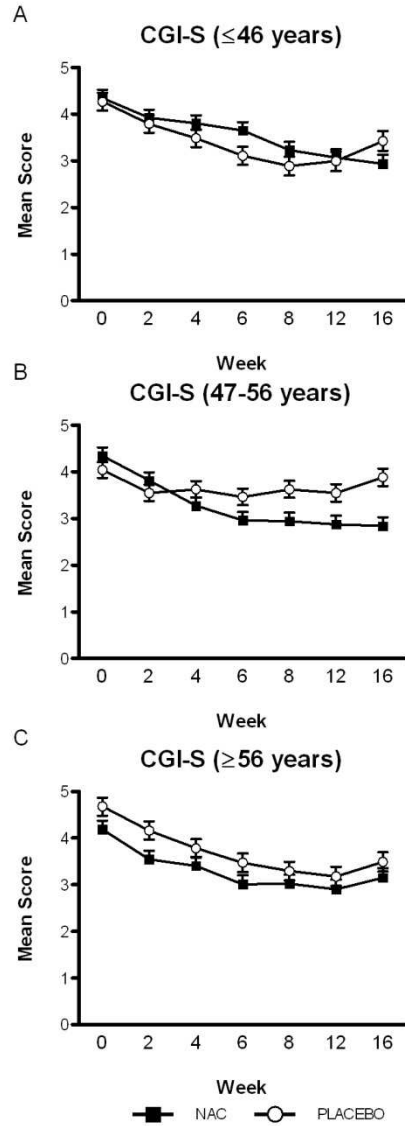 A
CGI-S (≤46 years)
5
4
3
2
1
0
Mean Score
0 2 4 6 8 12 16
Week
B
CGI-S (47-56 years)
5
4
3
2
1
0
Mean Score
0 2 4 6 8 12 16
Week
C
CGI-S (≥56 years)
5
4
3
2
1
0
Mean Score
0 2 4 6 8 12 16
Week
NAC PLACEBO